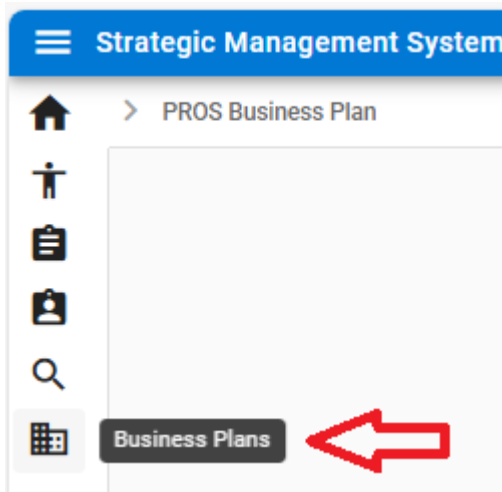 Strategic Management System
> PROS Business Plan
Business Plans